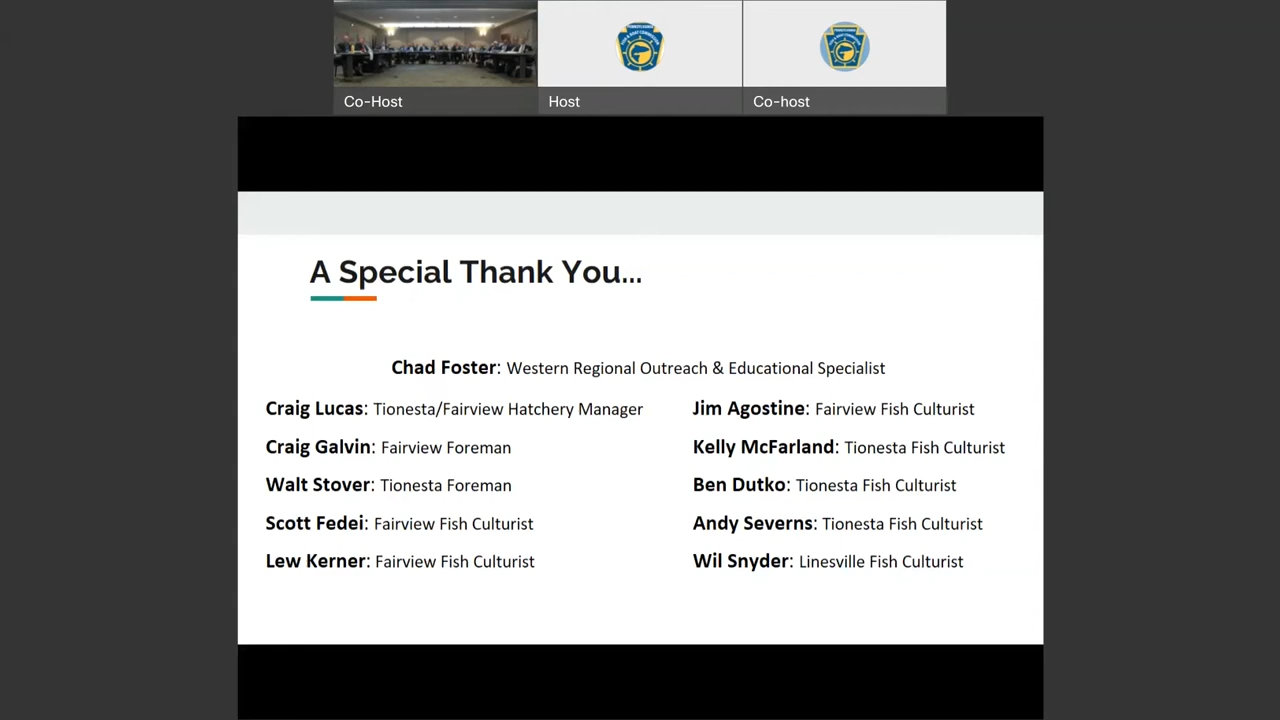 Co-Host
Host
Co-host
A Special Thank You...
Chad Foster: Western Regional Outreach & Educational Specialist
Craig Lucas: Tionesta/Fairview Hatchery Manager
Craig Galvin: Fairview Foreman
Walt Stover: Tionesta Foreman
Scott Fedei: Fairview Fish Culturist
Lew Kerner: Fairview Fish Culturist
Jim Agostine: Fairview Fish Culturist
Kelly McFarland: Tionesta Fish Culturist
Ben Dutko: Tionesta Fish Culturist
Andy Severns: Tionesta Fish Culturist
Wil Snyder: Linesville Fish Culturist